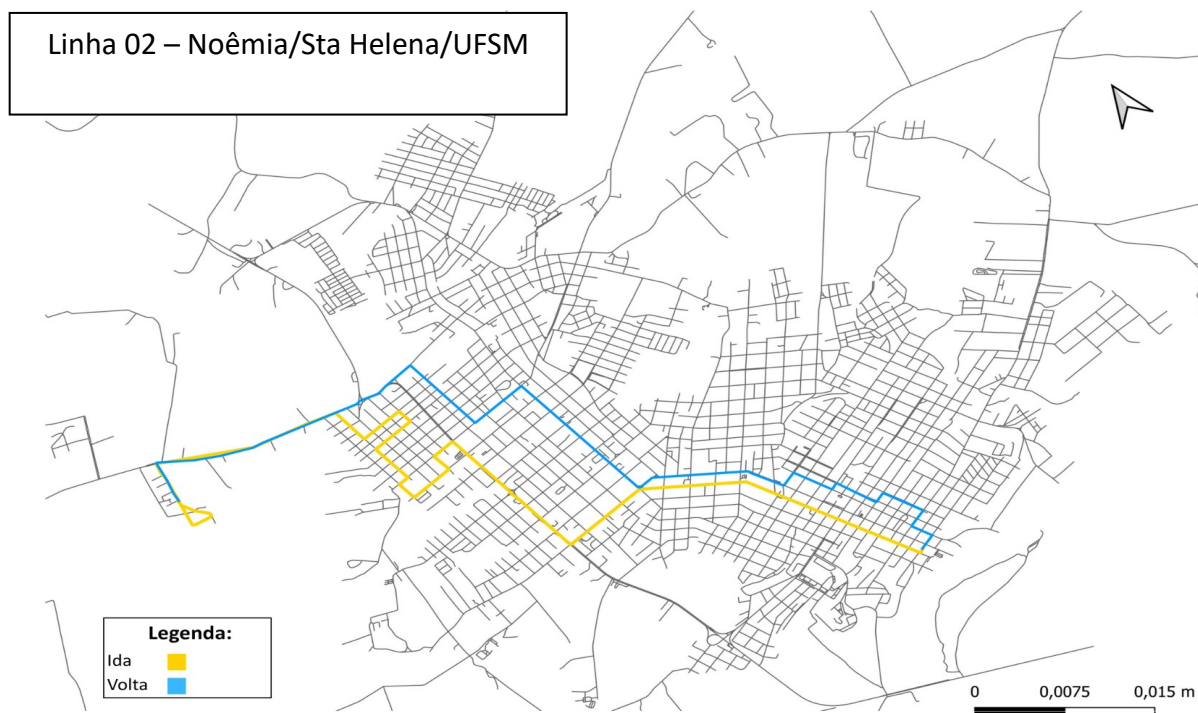 Linha 02 – Noêmia/Sta Helena/UFSM
Legenda:
Ida
Volta
0 0,0075 0,015 m